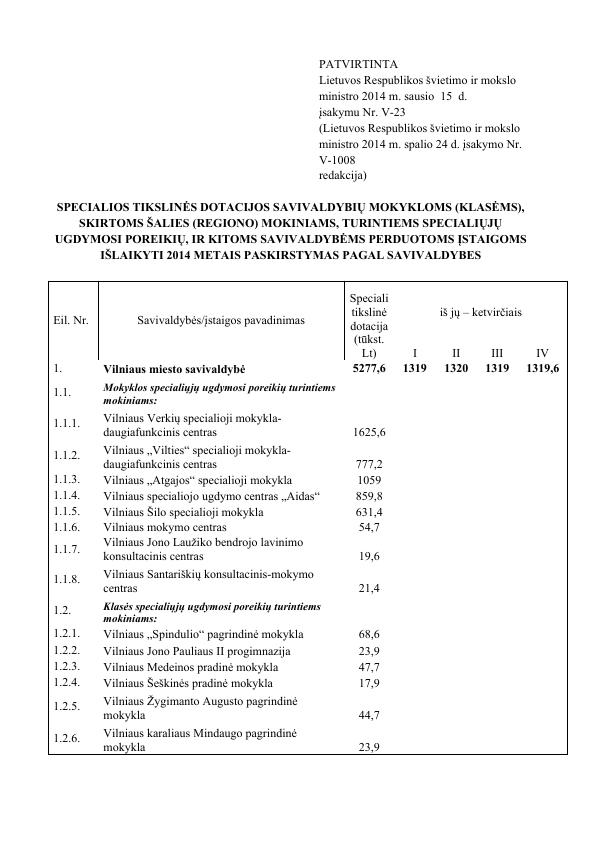 PATVIRTINTA
Lietuvos Respublikos švietimo ir mokslo
ministro 2014 m. sausio 15 d.
įsakymu Nr. V-23
(Lietuvos Respublikos švietimo ir mokslo
ministro 2014 m. spalio 24 d. įsakymo Nr.
V-1008
redakcija)
SPECIALIOS TIKSLINĖS DOTACIJOS SAVIVALDYBIŲ MOKYKLOMS (KLASĖMS),
SKIRTOMS ŠALIES (REGIONO) MOKINIAMS, TURINTIEMS SPECIALIŲJŲ
UGDYMOSI POREIKIŲ, IR KITOMS SAVIVALDYBĖMS PERDUOTOMS ĮSTAIGOMS
IŠLAIKYTI 2014 METAIS PASKIRSTYMAS PAGAL SAVIVALDYBES
Eil. Nr. Savivaldybės/įstaigos pavadinimas
Speciali
tikslinė
dotacija
(tūkst.
Lt)
iš jų – ketvirčiais
I II III IV
1. Vilniaus miesto savivaldybė 5277,6 1319 1320 1319 1319,6
1.1. Mokyklos specialiųjų ugdymosi poreikių turintiems
mokiniams:
1.1.1. Vilniaus Verkių specialioji mokykla-
daugiafunkcinis centras 1625,6
1.1.2. Vilniaus „Vilties“ specialioji mokykla-
daugiafunkcinis centras 777,2
1.1.3. Vilniaus „Atgajos“ specialioji mokykla 1059
1.1.4. Vilniaus specialiojo ugdymo centras „Aidas“ 859,8
1.1.5. Vilniaus Šilo specialioji mokykla 631,4
1.1.6. Vilniaus mokymo centras 54,7
1.1.7. Vilniaus Jono Laužiko bendrojo lavinimo
konsultacinis centras 19,6
1.1.8. Vilniaus Santariškių konsultacinis-mokymo
centras 21,4
1.2. Klasės specialiųjų ugdymosi poreikių turintiems
mokiniams:
1.2.1. Vilniaus „Spindulio“ pagrindinė mokykla 68,6
1.2.2. Vilniaus Jono Pauliaus II progimnazija 23,9
1.2.3. Vilniaus Medeinos pradinė mokykla 47,7
1.2.4. Vilniaus Šeškinės pradinė mokykla 17,9
1.2.5. Vilniaus Žygimanto Augusto pagrindinė
mokykla 44,7
1.2.6. Vilniaus karaliaus Mindaugo pagrindinė
mokykla 23,9